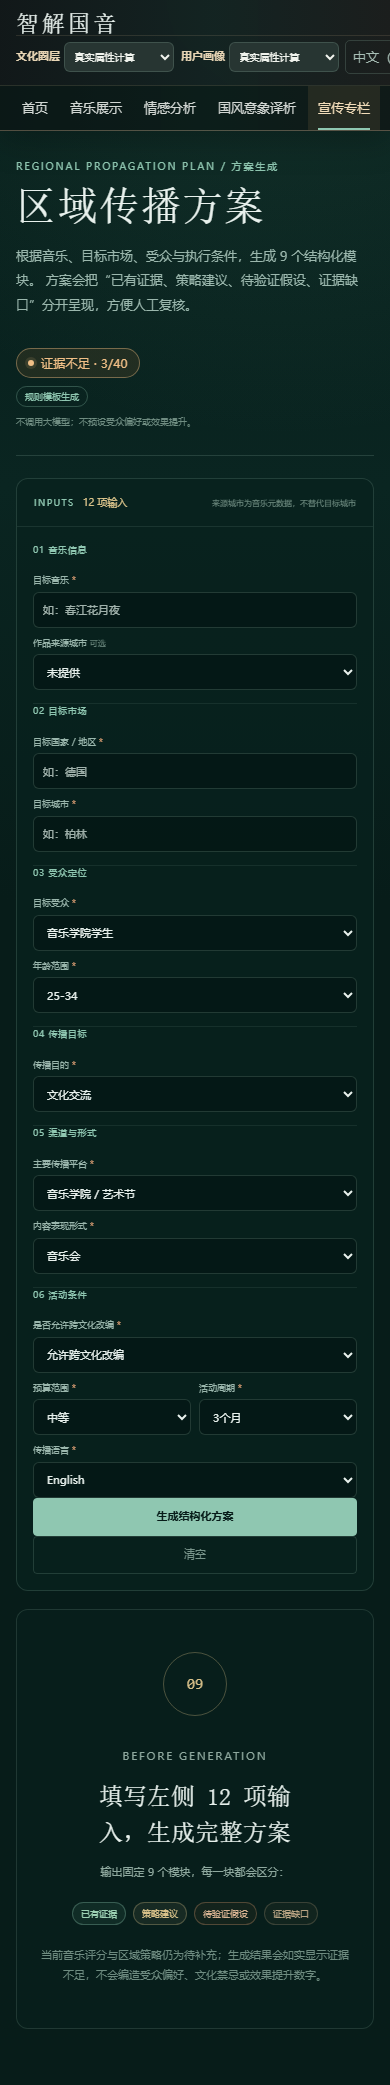 智解国音
文化圈层 真实属性计算 用户画像 真实属性计算 中文
首页 音乐展示 情感分析 国风意象译析 宣传专栏
REGIONAL PROPAGATION PLAN / 方案生成
区域传播方案
根据音乐、目标市场、受众与执行条件，生成 9 个结构化模
块。 方案会把“已有证据、策略建议、待验证假设、证据缺
口”分开呈现，方便人工复核。
证据不足 · 3/40
规则模板生成
不调用大模型；不预设受众偏好或效果提升。
INPUTS 12 项输入 来源城市为音乐元数据，不替代目标城市
01 音乐信息
目标音乐 *
如：春江花月夜
作品来源城市 可选
未提供
02 目标市场
目标国家 / 地区 *
如：德国
目标城市 *
如：柏林
03 受众定位
目标受众 *
音乐学院学生
年龄范围 *
25-34
04 传播目标
传播目的 *
文化交流
05 渠道与形式
主要传播平台 *
音乐学院 / 艺术节
内容表现形式 *
音乐会
06 活动条件
是否允许跨文化改编 *
允许跨文化改编
预算范围 * 活动周期 *
中等 3个月
传播语言 *
English
生成结构化方案
清空
09
BEFORE GENERATION
填写左侧 12 项输
入，生成完整方案
输出固定 9 个模块，每一块都会区分：
已有证据 策略建议 待验证假设 证据缺口
当前音乐评分与区域策略仍为待补充；生成结果会如实显示证据
不足，不会编造受众偏好、文化禁忌或效果提升数字。